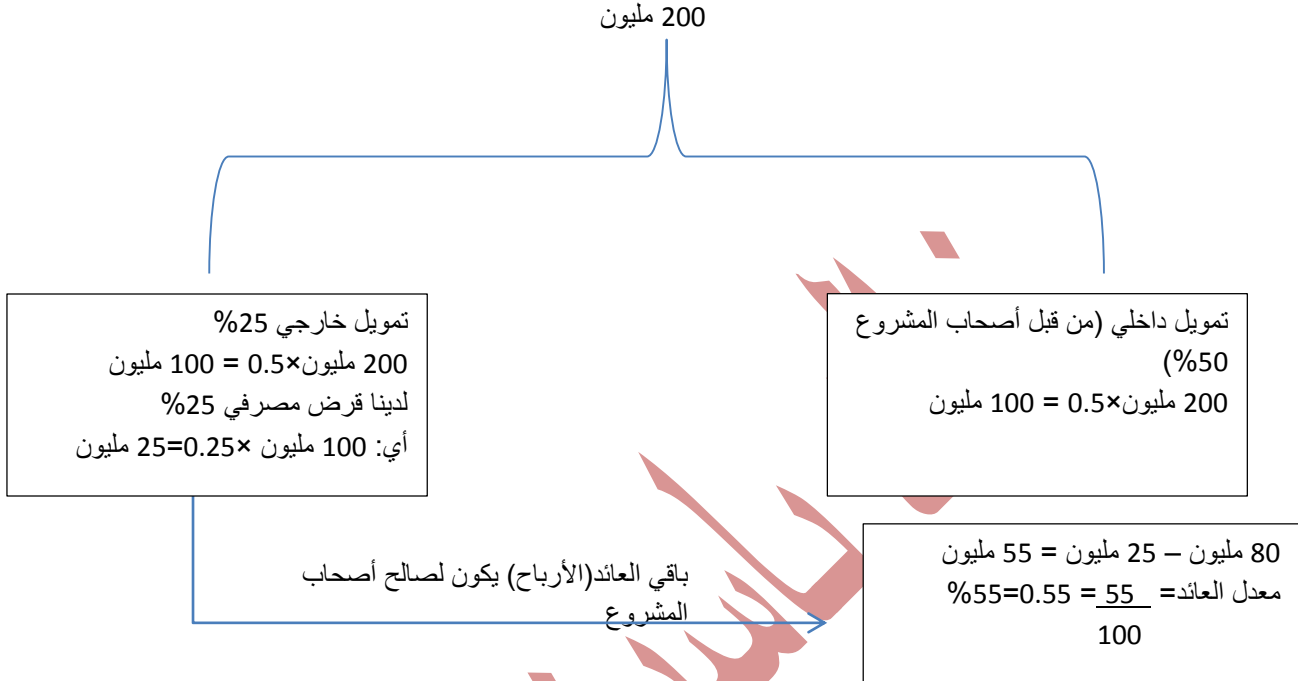 200 مليون
تمويل داخلي (من قبل أصحاب المشروع
50%)
200 مليون×0.5 = 100 مليون
تمويل خارجي 25%
200 مليون×0.5 = 100 مليون
لدينا قرض مصرفي 25%
أي: 100 مليون ×0.25=25 مليون
باقي العائد(الأرباح) يكون لصالح أصحاب
المشروع
80 مليون – 25 مليون = 55 مليون
معدل العائد= 55 = 0.55=55%
100